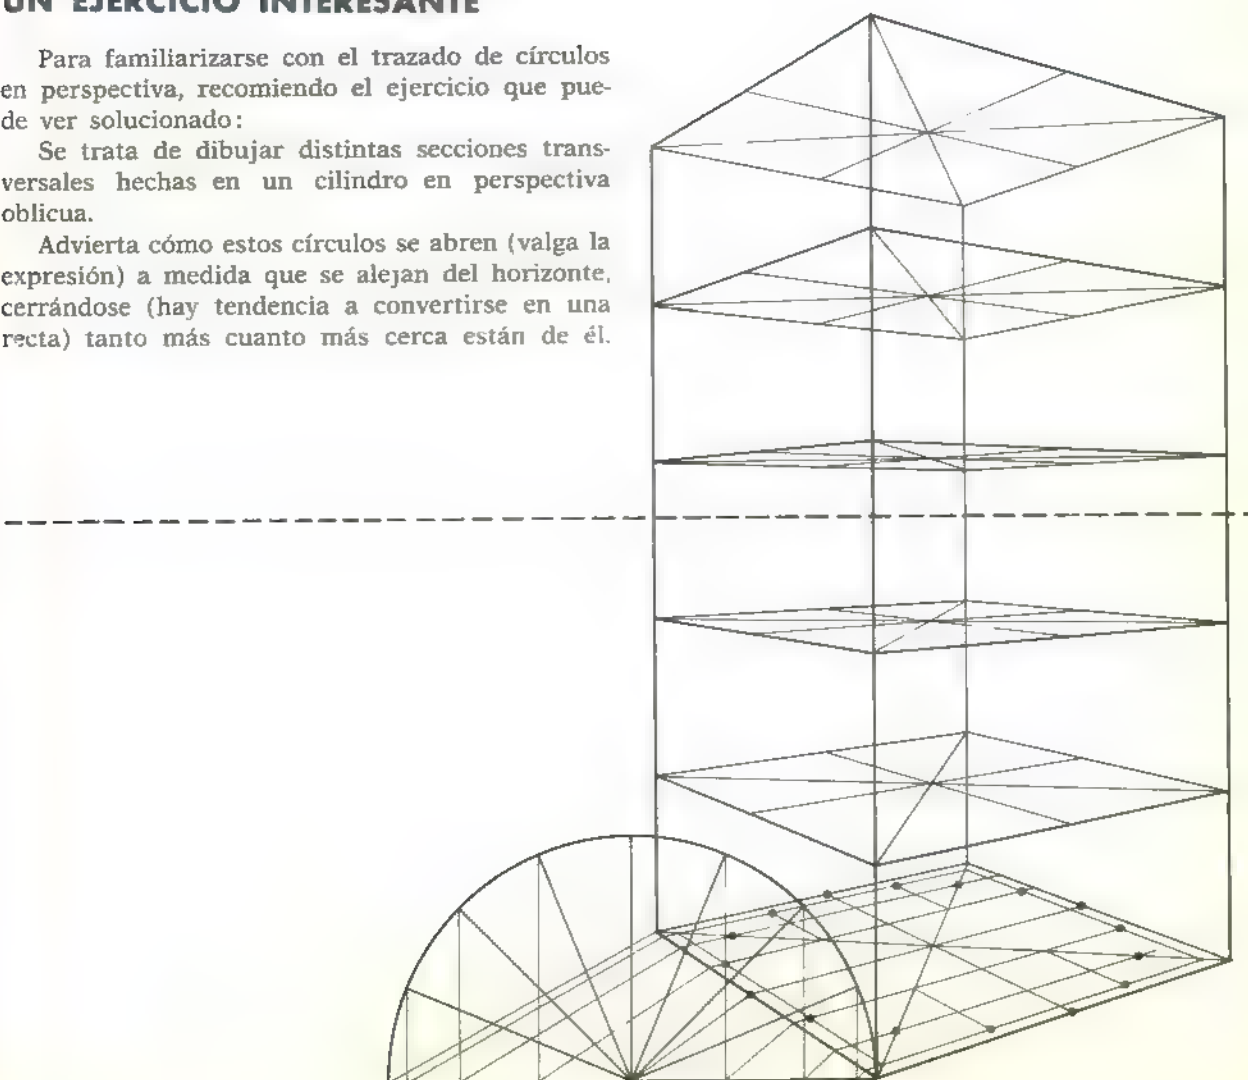 UN EJERCICIO INTERESANTE
Para familiarizarse con el trazado de círculos
en perspectiva, recomiendo el ejercicio que pue-
de ver solucionado:
Se trata de dibujar distintas secciones trans-
versales hechas en un cilindro en perspectiva
oblicua.
Advierta cómo estos círculos se abren (valga la
expresión) a medida que se alejan del horizonte,
cerrándose (hay tendencia a convertirse en una
recta) tanto más cuanto más cerca están de él.